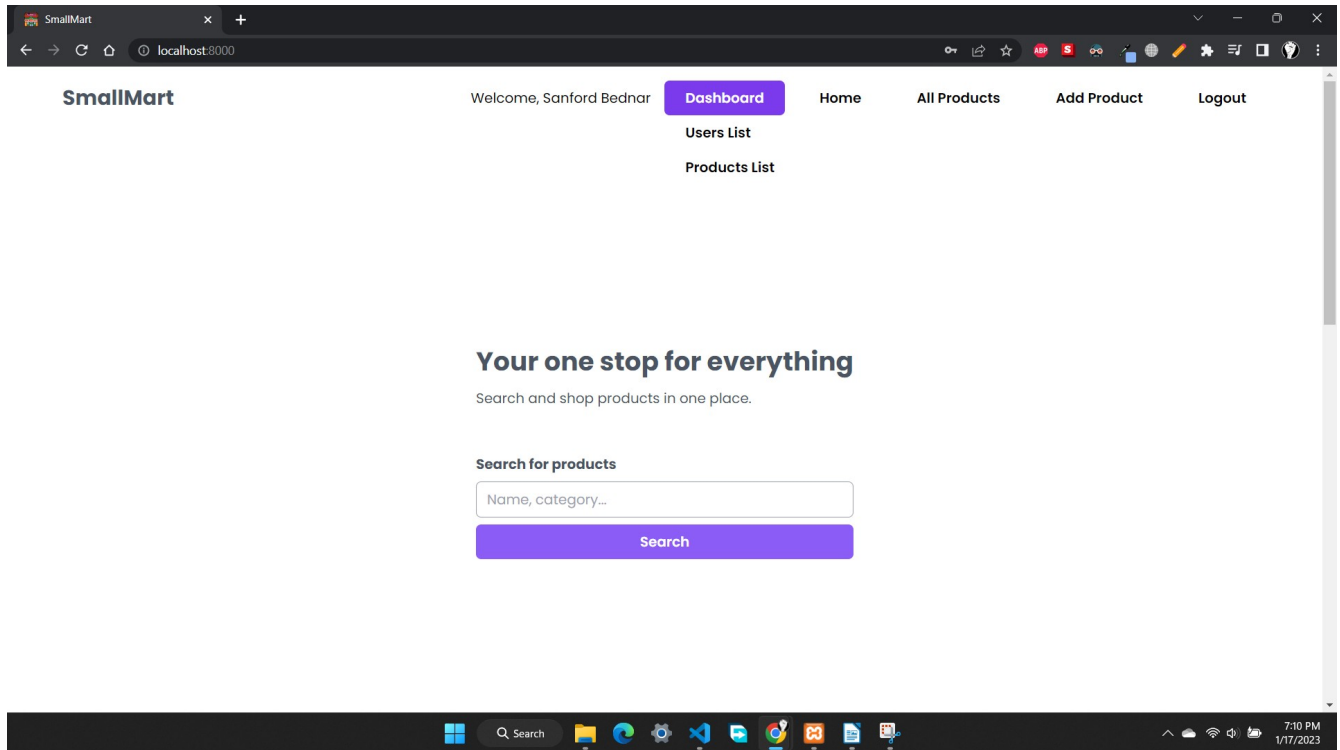 SmallMart
localhost:8000
ABP
S
SmallMart
Welcome, Sanford Bednar Dashboard Home All Products Add Product Logout
Users List
Products List
Your one stop for everything
Search and shop products in one place.
Search for products
Name, category...
Search
Search
7:10 PM
1/17/2023